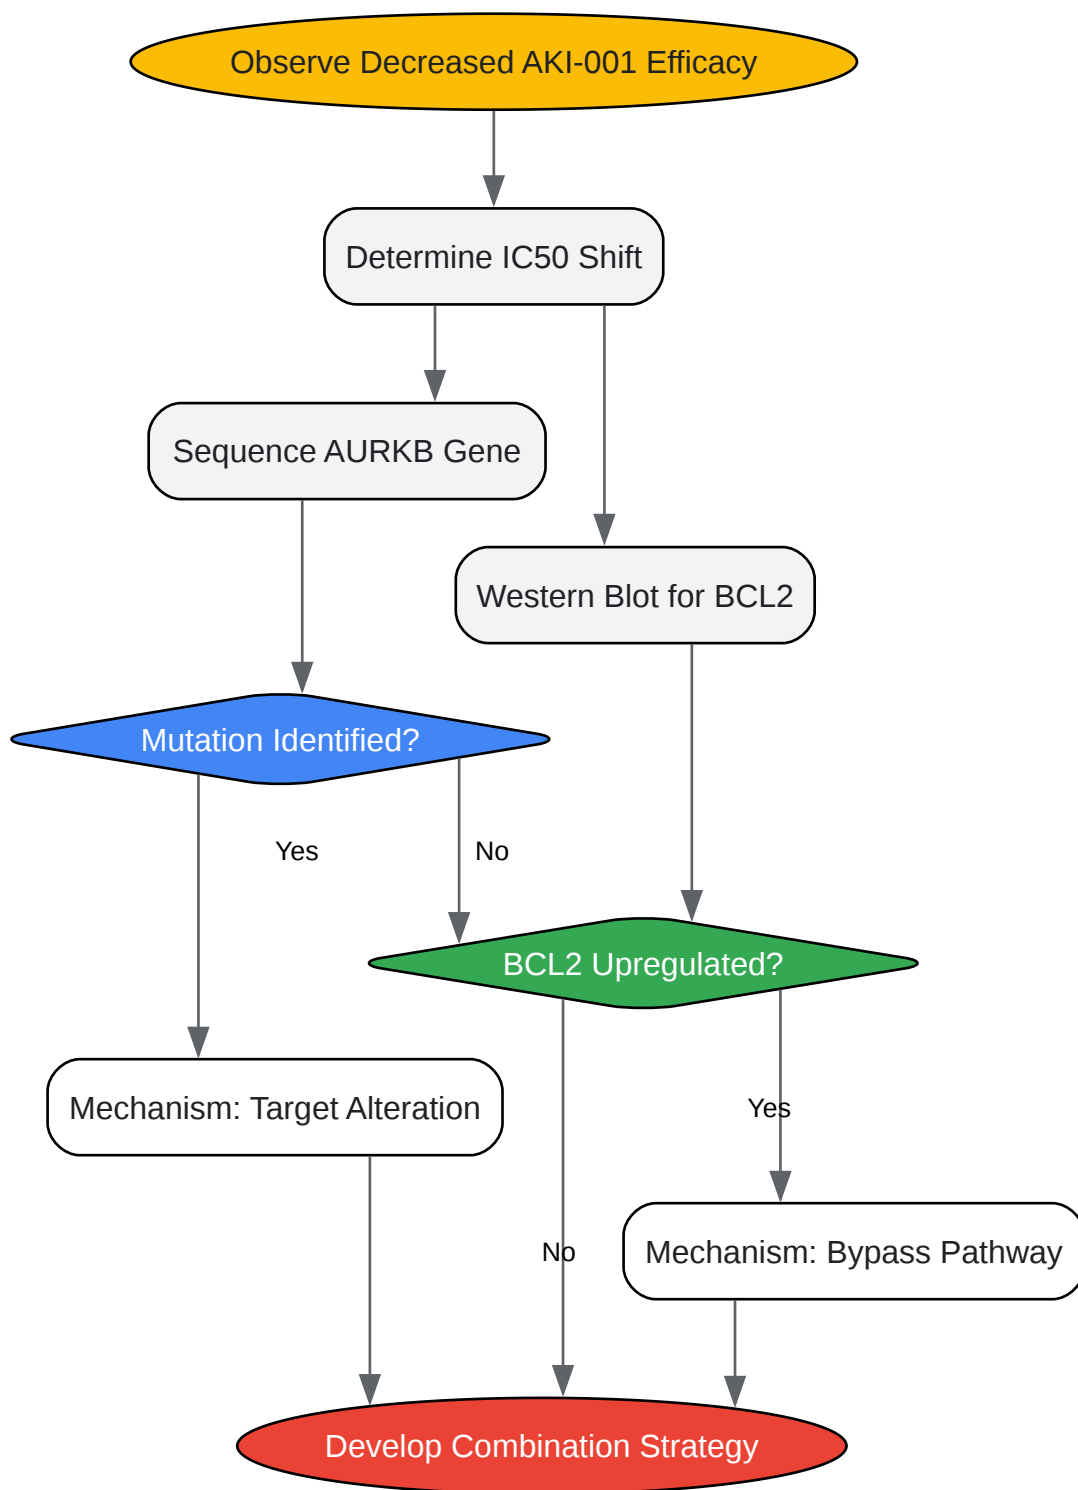 Observe Decreased AKI-001 Efficacy
Determine IC50 Shift
Sequence AURKB Gene
Western Blot for BCL2
Mutation Identified?
Yes
No
BCL2 Upregulated?
Mechanism: Target Alteration
Yes
No
Mechanism: Bypass Pathway
Develop Combination Strategy